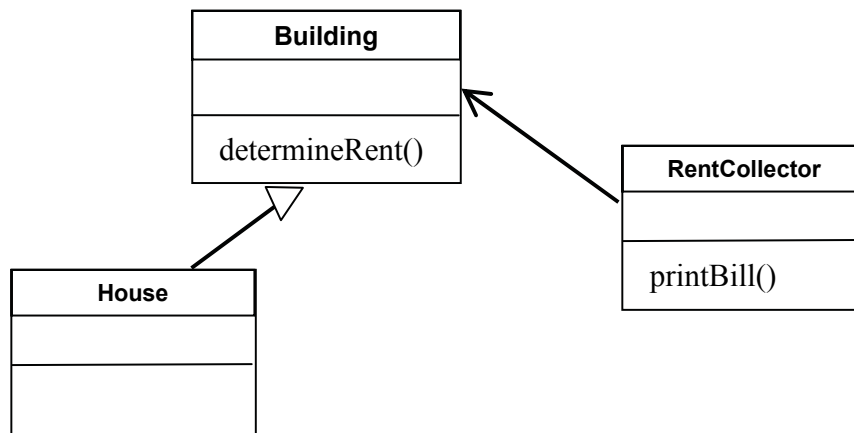 Building
determineRent()
RentCollector
printBill()
House